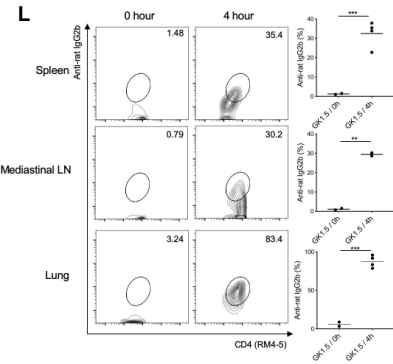 L
0 hour
4 hour
Anti-rat IgG2b
Spleen
1.48
35.4
Anti-rat IgG2b (%)
40
30
20
10
0
***
GK1.5 / 0h
GK1.5 / 4h
Mediastinal LN
0.79
30.2
Anti-rat IgG2b (%)
40
30
20
10
0
**
GK1.5 / 0h
GK1.5 / 4h
Lung
3.24
83.4
Anti-rat IgG2b (%)
100
50
0
***
GK1.5 / 0h
GK1.5 / 4h
CD4 (RM4-5)